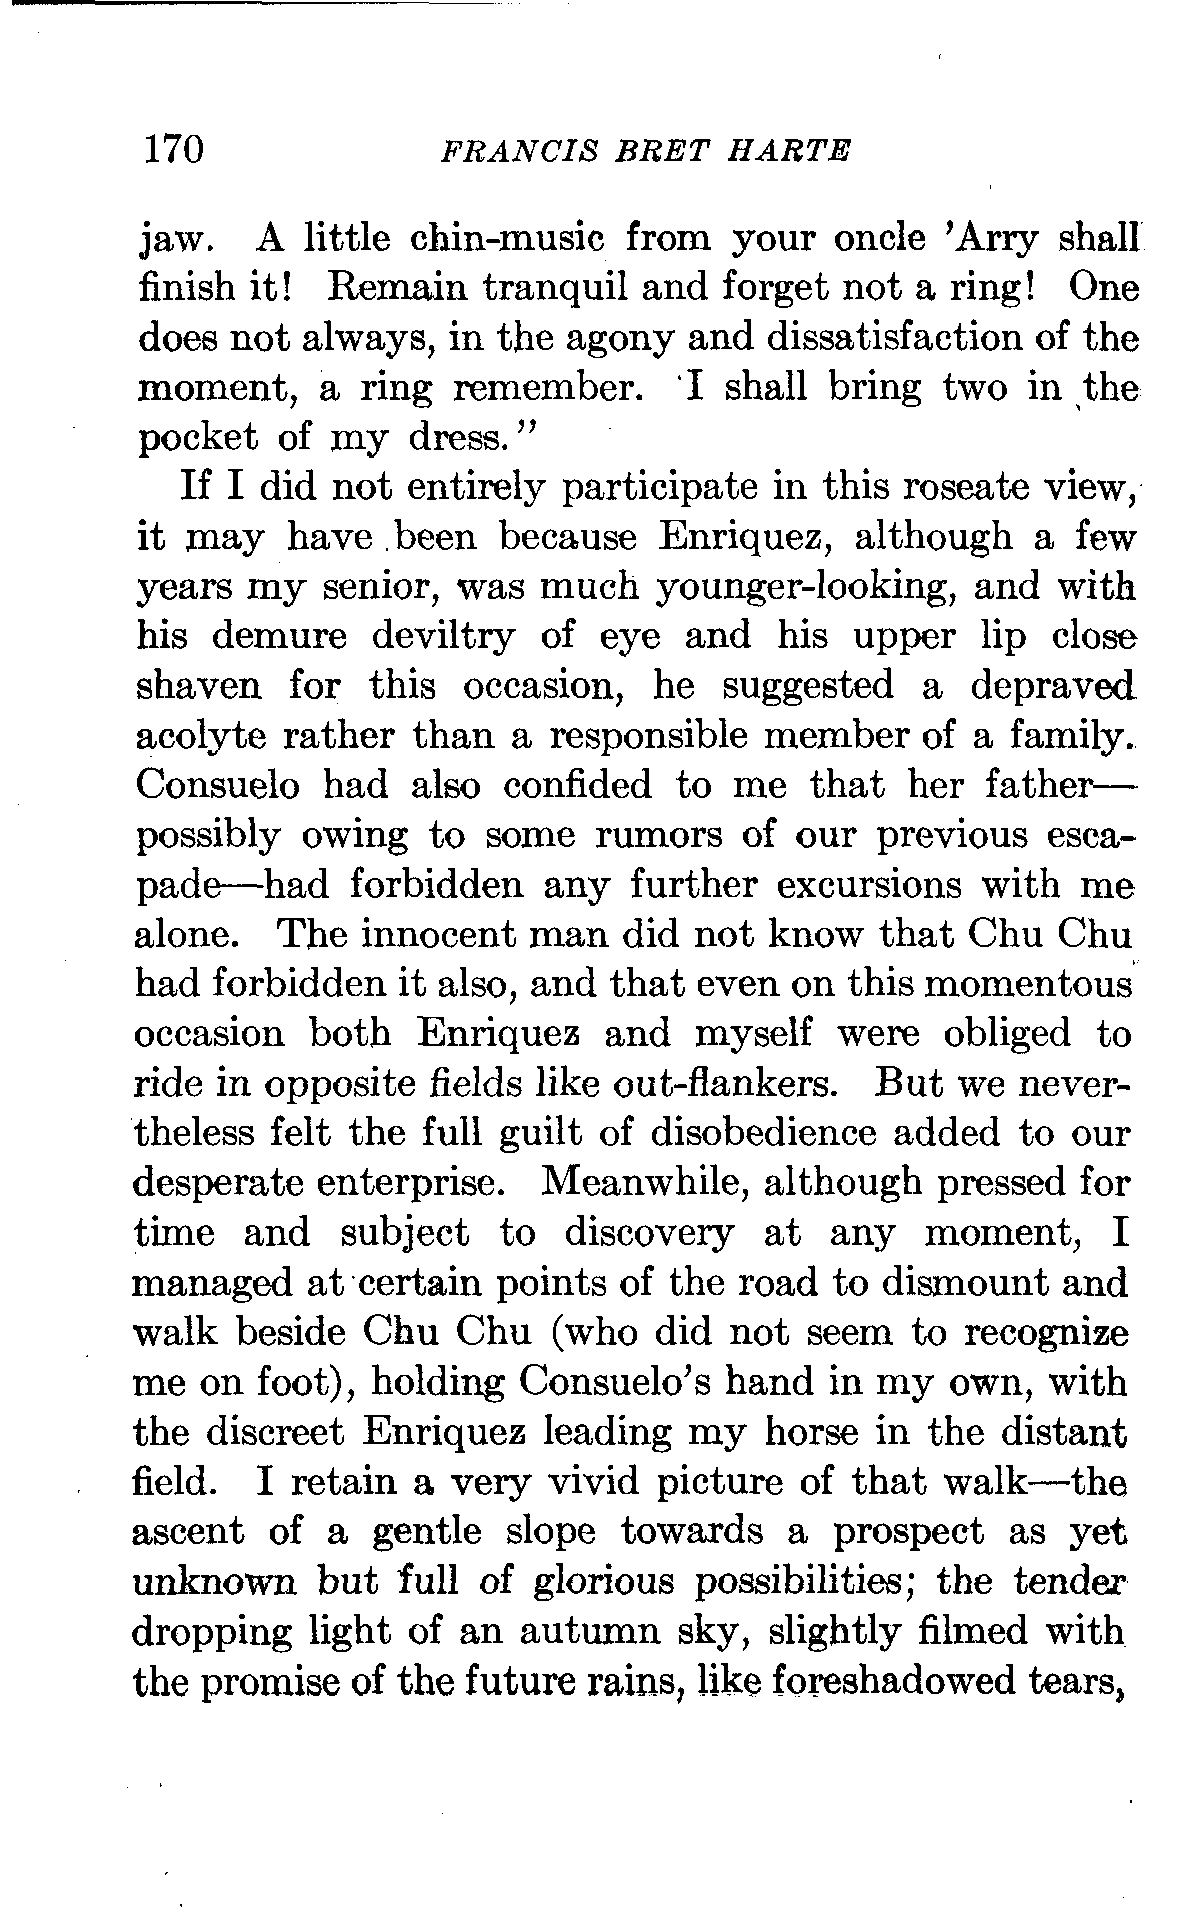 170 FRANCIS BRET HARTE
jaw. A little chin-music from your oncle 'Arry shall
finish it! Remain tranquil and forget not a ring! One
does not always, in the agony and dissatisfaction of the
moment, a ring remember. I shall bring two in the
pocket of my dress."
If I did not entirely participate in this roseate view,
it may have been because Enriquez, although a few
years my senior, was much younger-looking, and with
his demure deviltry of eye and his upper lip close
shaven for this occasion, he suggested a depraved
acolyte rather than a responsible member of a family.
Consuelo had also confided to me that her father—
possibly owing to some rumors of our previous esca-
pade—had forbidden any further excursions with me
alone. The innocent man did not know that Chu Chu
had forbidden it also, and that even on this momentous
occasion both Enriquez and myself were obliged to
ride in opposite fields like out-flankers. But we never-
theless felt the full guilt of disobedience added to our
desperate enterprise. Meanwhile, although pressed for
time and subject to discovery at any moment, I
managed at certain points of the road to dismount and
walk beside Chu Chu (who did not seem to recognize
me on foot), holding Consuelo's hand in my own, with
the discreet Enriquez leading my horse in the distant
field. I retain a very vivid picture of that walk—the
ascent of a gentle slope towards a prospect as yet
unknown but full of glorious possibilities; the tender
dropping light of an autumn sky, slightly filmed with
the promise of the future rains, like foreshadowed tears,